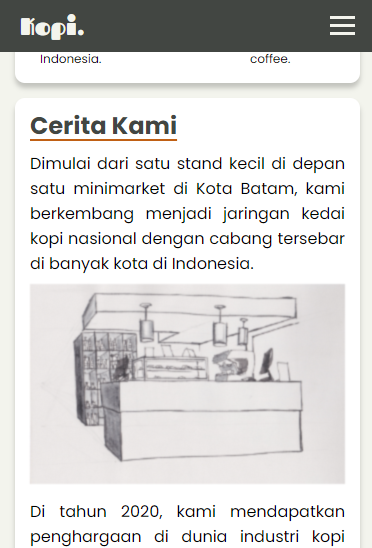 Kopi.
Indonesia.
coffee.
Cerita Kami
Dimulai dari satu stand kecil di depan
satu minimarket di Kota Batam, kami
berkembang menjadi jaringan kedai
kopi nasional dengan cabang tersebar
di banyak kota di Indonesia.
Di tahun 2020, kami mendapatkan
penghargaan di dunia industri kopi